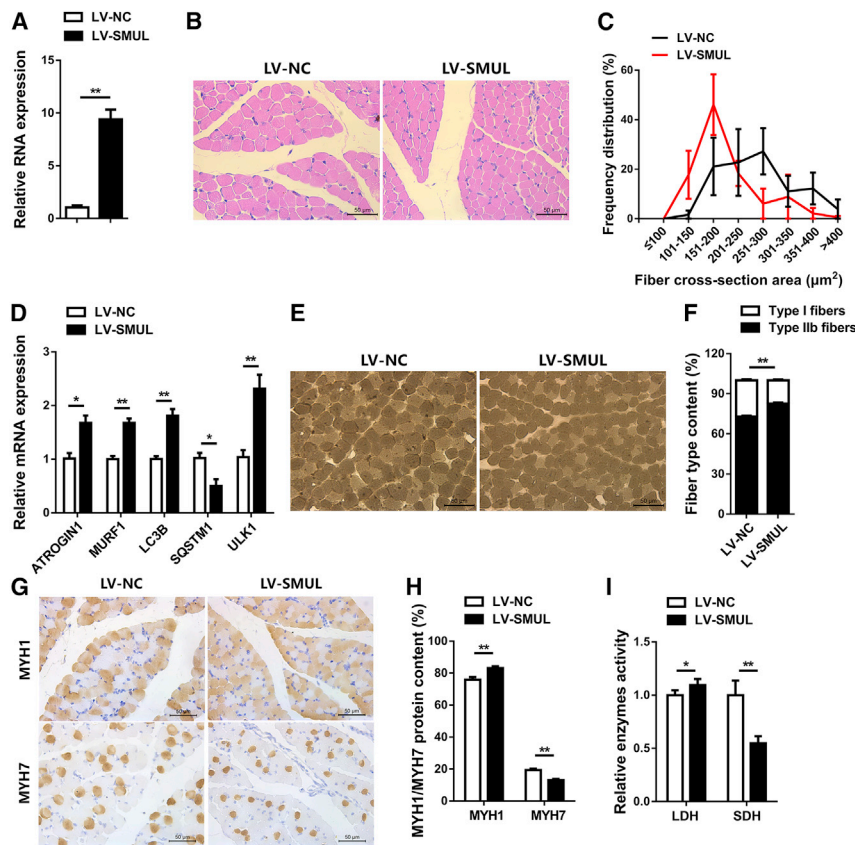 A
LV-NC
LV-SMUL
Relative RNA expression
15
10
5
0
**
B
LV-NC
LV-SMUL
50 μm
50 μm
C
LV-NC
LV-SMUL
Frequency distribution (%)
60
40
20
0
≤100
101-150
151-200
201-250
251-300
301-350
351-400
>400
Fiber cross-section area (μm²)
D
LV-NC
LV-SMUL
Relative mRNA expression
3
2
1
0
*
**
**
*
**
ATROGIN1
MURF1
LC3B
SQSTM1
ULK1
E
LV-NC
LV-SMUL
50 μm
50 μm
F
Type I fibers
Type IIb fibers
Fiber type content (%)
120
90
60
30
0
**
LV-NC
LV-SMUL
G
LV-NC
LV-SMUL
MYH1
50 μm
50 μm
MYH7
50 μm
50 μm
H
LV-NC
LV-SMUL
MYH1/MYH7 protein content (%)
100
80
60
40
20
0
**
**
MYH1
MYH7
I
LV-NC
LV-SMUL
Relative enzymes activity
1.5
1.0
0.5
0.0
*
**
LDH
SDH